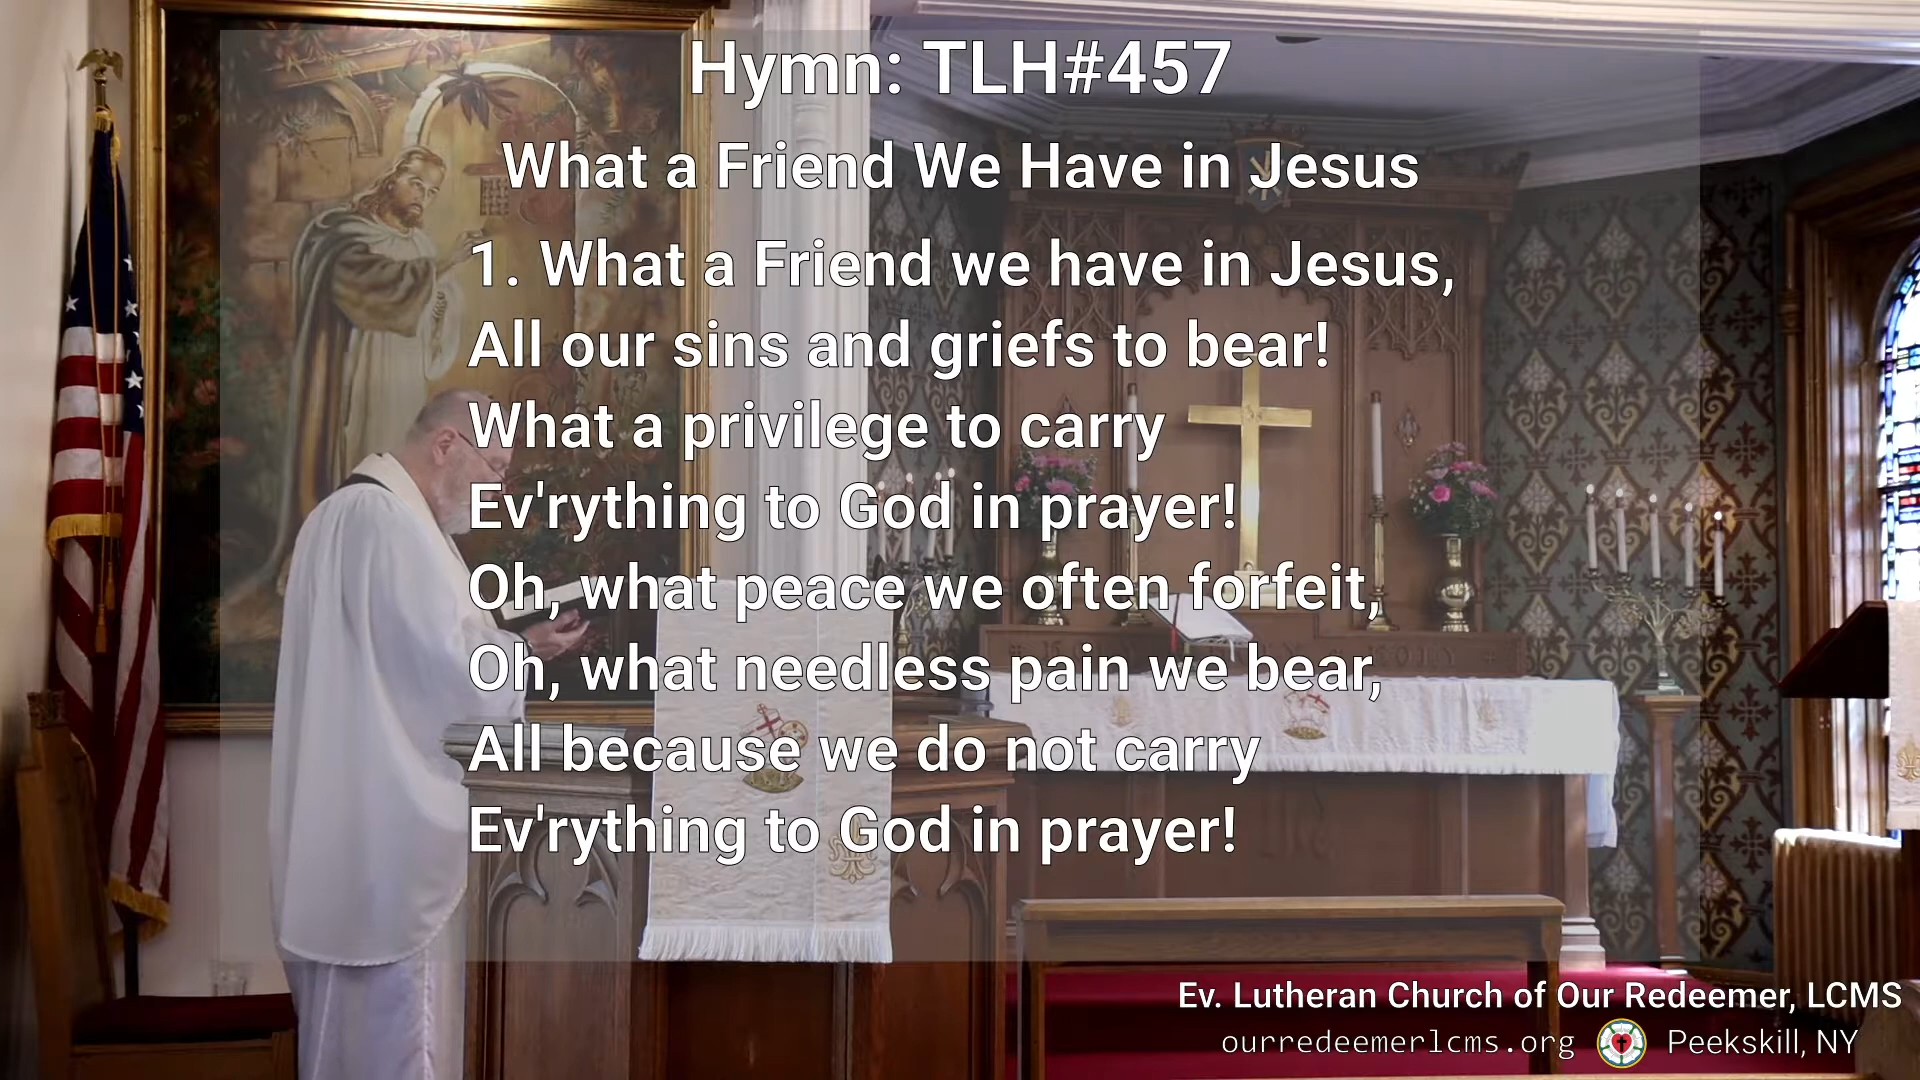 Hymn: TLH#457
What a Friend We Have in Jesus
1. What a Friend we have in Jesus,
All our sins and griefs to bear!
What a privilege to carry
Ev'rything to God in prayer!
Oh, what peace we often forfeit,
Oh, what needless pain we bear,
All because we do not carry
Ev'rything to God in prayer!
Ev. Lutheran Church of Our Redeemer, LCMS
ourredeemerlcms.org Peekskill, NY